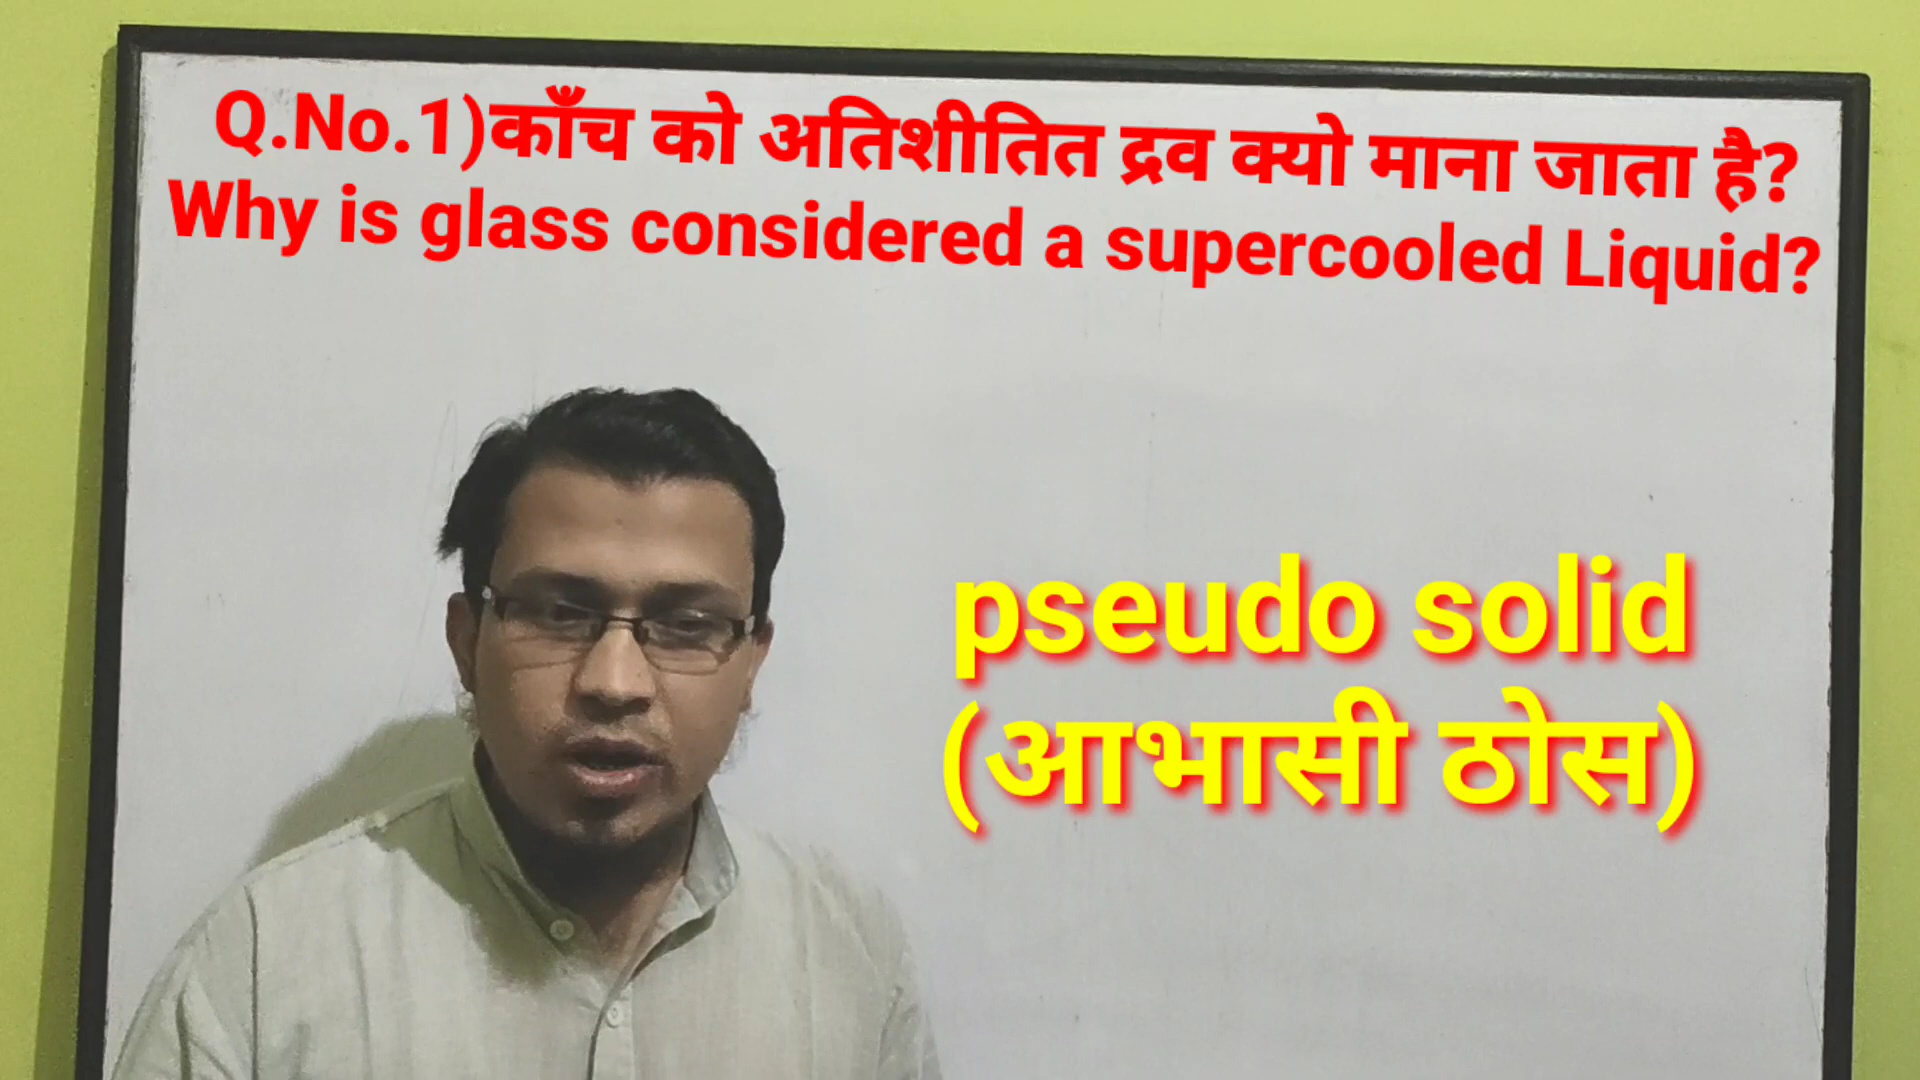 Q.No.1)काँच को अतिशीतित द्रव क्यो माना जाता है?
Why is glass considered a supercooled Liquid?
pseudo solid
(आभासी ठोस)